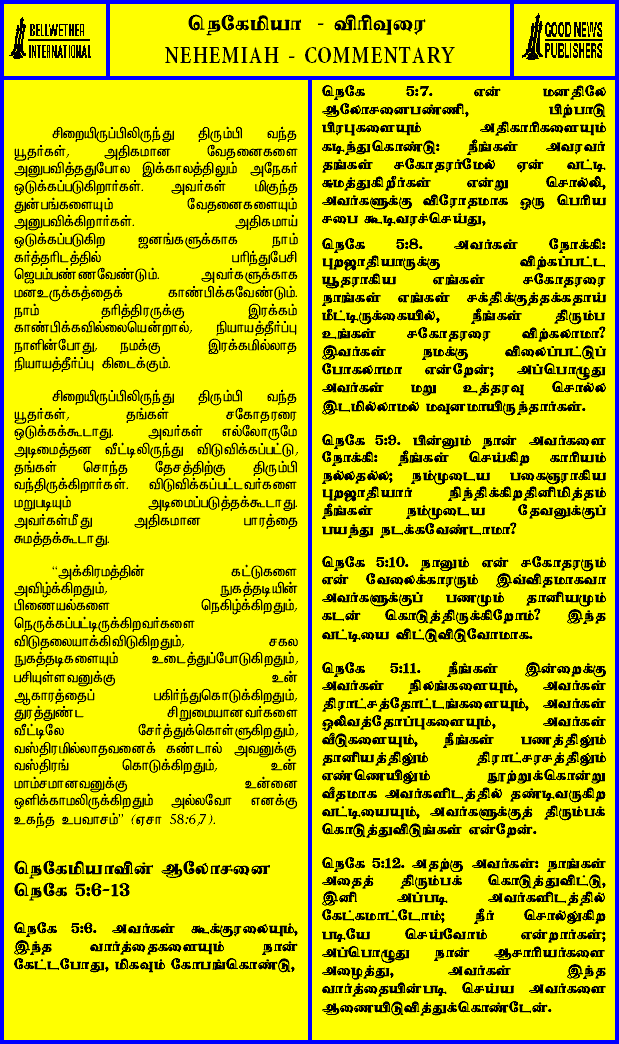 BELLWETHER
INTERNATIONAL
நெகேமியா - விரிவுரை
NEHEMIAH - COMMENTARY
GOOD NEWS
PUBLISHERS
சிறையிருப்பிலிருந்து திரும்பி வந்த
யூதர்கள், அதிகமான வேதனைகளை
அனுபவித்ததுபோல இக்காலத்திலும் அநேகர்
ஒடுக்கப்படுகிறார்கள். அவர்கள் மிகுந்த
துன்பங்களையும் வேதனைகளையும்
அனுபவிக்கிறார்கள். அதிகமாய்
ஒடுக்கப்படுகிற ஜனங்களுக்காக நாம்
கர்த்தரிடத்தில் பரிந்துபேசி
ஜெபம்பண்ணவேண்டும். அவர்களுக்காக
மனஉருக்கத்தைக் காண்பிக்கவேண்டும்.
நாம் தரித்திரருக்கு இரக்கம்
காண்பிக்கவில்லையென்றால், நியாயத்தீர்ப்பு
நாளின்போது, நமக்கு இரக்கமில்லாத
நியாயத்தீர்ப்பு கிடைக்கும்.
சிறையிருப்பிலிருந்து திரும்பி வந்த
யூதர்கள், தங்கள் சகோதரரை
ஒடுக்கக்கூடாது. அவர்கள் எல்லோருமே
அடிமைத்தன வீட்டிலிருந்து விடுவிக்கப்பட்டு,
தங்கள் சொந்த தேசத்திற்கு திரும்பி
வந்திருக்கிறார்கள். விடுவிக்கப்பட்டவர்களை
மறுபடியும் அடிமைப்படுத்தக்கூடாது.
அவர்கள்மீது அதிகமான பாரத்தை
சுமத்தக்கூடாது.
“அக்கிரமத்தின் கட்டுகளை
அவிழ்க்கிறதும், நுகத்தடியின்
பிணையல்களை நெகிழ்க்கிறதும்,
நெருக்கப்பட்டிருக்கிறவர்களை
விடுதலையாக்கிவிடுகிறதும், சகல
நுகத்தடிகளையும் உடைத்துப்போடுகிறதும்,
பசியுள்ளவனுக்கு உன்
ஆகாரத்தைப் பகிர்ந்துகொடுக்கிறதும்,
துரத்துண்ட சிறுமையானவர்களை
வீட்டிலே சேர்த்துக்கொள்ளுகிறதும்,
வஸ்திரமில்லாதவனைக் கண்டால் அவனுக்கு
வஸ்திரங் கொடுக்கிறதும், உன்
மாம்சமானவனுக்கு உன்னை
ஒளிக்காமலிருக்கிறதும் அல்லவோ எனக்கு
உகந்த உபவாசம்” (ஏசா 58:6,7).
நெகேமியாவின் ஆலோசனை
நெகே 5:6-13
நெகே 5:6. அவர்கள் கூக்குரலையும்,
இந்த வார்த்தைகளையும் நான்
கேட்டபோது, மிகவும் கோபங்கொண்டு,
நெகே 5:7. என் மனதிலே
ஆலோசனைபண்ணி, பிற்பாடு
பிரபுகளையும் அதிகாரிகளையும்
கடிந்துகொண்டு: நீங்கள் அவரவர்
தங்கள் சகோதரர்மேல் ஏன் வட்டி
சுமத்துகிறீர்கள் என்று சொல்லி,
அவர்களுக்கு விரோதமாக ஒரு பெரிய
சபை கூடிவரச்செய்து,
நெகே 5:8. அவர்கள் நோக்கி:
புறஜாதியாருக்கு விற்கப்பட்ட
யூதராகிய எங்கள் சகோதரரை
நாங்கள் எங்கள் சக்திக்குத்தக்கதாய்
மீட்டிருக்கையில், நீங்கள் திரும்ப
உங்கள் சகோதரரை விற்கலாமா?
இவர்கள் நமக்கு விலைப்பட்டுப்
போகலாமா என்றேன்; அப்பொழுது
அவர்கள் மறு உத்தரவு சொல்ல
இடமில்லாமல் மவுனமாயிருந்தார்கள்.
நெகே 5:9. பின்னும் நான் அவர்களை
நோக்கி: நீங்கள் செய்கிற காரியம்
நல்லதல்ல; நம்முடைய பகைஞராகிய
புறஜாதியார் நிந்திக்கிறதினிமித்தம்
நீங்கள் நம்முடைய தேவனுக்குப்
பயந்து நடக்கவேண்டாமா?
நெகே 5:10. நானும் என் சகோதரரும்
என் வேலைக்காரரும் இவ்விதமாகவா
அவர்களுக்குப் பணமும் தானியமும்
கடன் கொடுத்திருக்கிறோம்? இந்த
வட்டியை விட்டுவிடுவோமாக.
நெகே 5:11. நீங்கள் இன்றைக்கு
அவர்கள் நிலங்களையும், அவர்கள்
திராட்சத்தோட்டங்களையும், அவர்கள்
ஒலிவத்தோப்புகளையும், அவர்கள்
வீடுகளையும், நீங்கள் பணத்திலும்
தானியத்திலும் திராட்சரசத்திலும்
எண்ணெயிலும் நூற்றுக்கொன்று
வீதமாக அவர்களிடத்தில் தண்டிவருகிற
வட்டியையும், அவர்களுக்குத் திரும்பக்
கொடுத்துவிடுங்கள் என்றேன்.
நெகே 5:12. அதற்கு அவர்கள்: நாங்கள்
அதைத் திரும்பக் கொடுத்துவிட்டு,
இனி அப்படி அவர்களிடத்தில்
கேட்கமாட்டோம்; நீர் சொல்லுகிற
படியே செய்வோம் என்றார்கள்;
அப்பொழுது நான் ஆசாரியர்களை
அழைத்து, அவர்கள் இந்த
வார்த்தையின்படி செய்ய அவர்களை
ஆணையிடுவித்துக்கொண்டேன்.